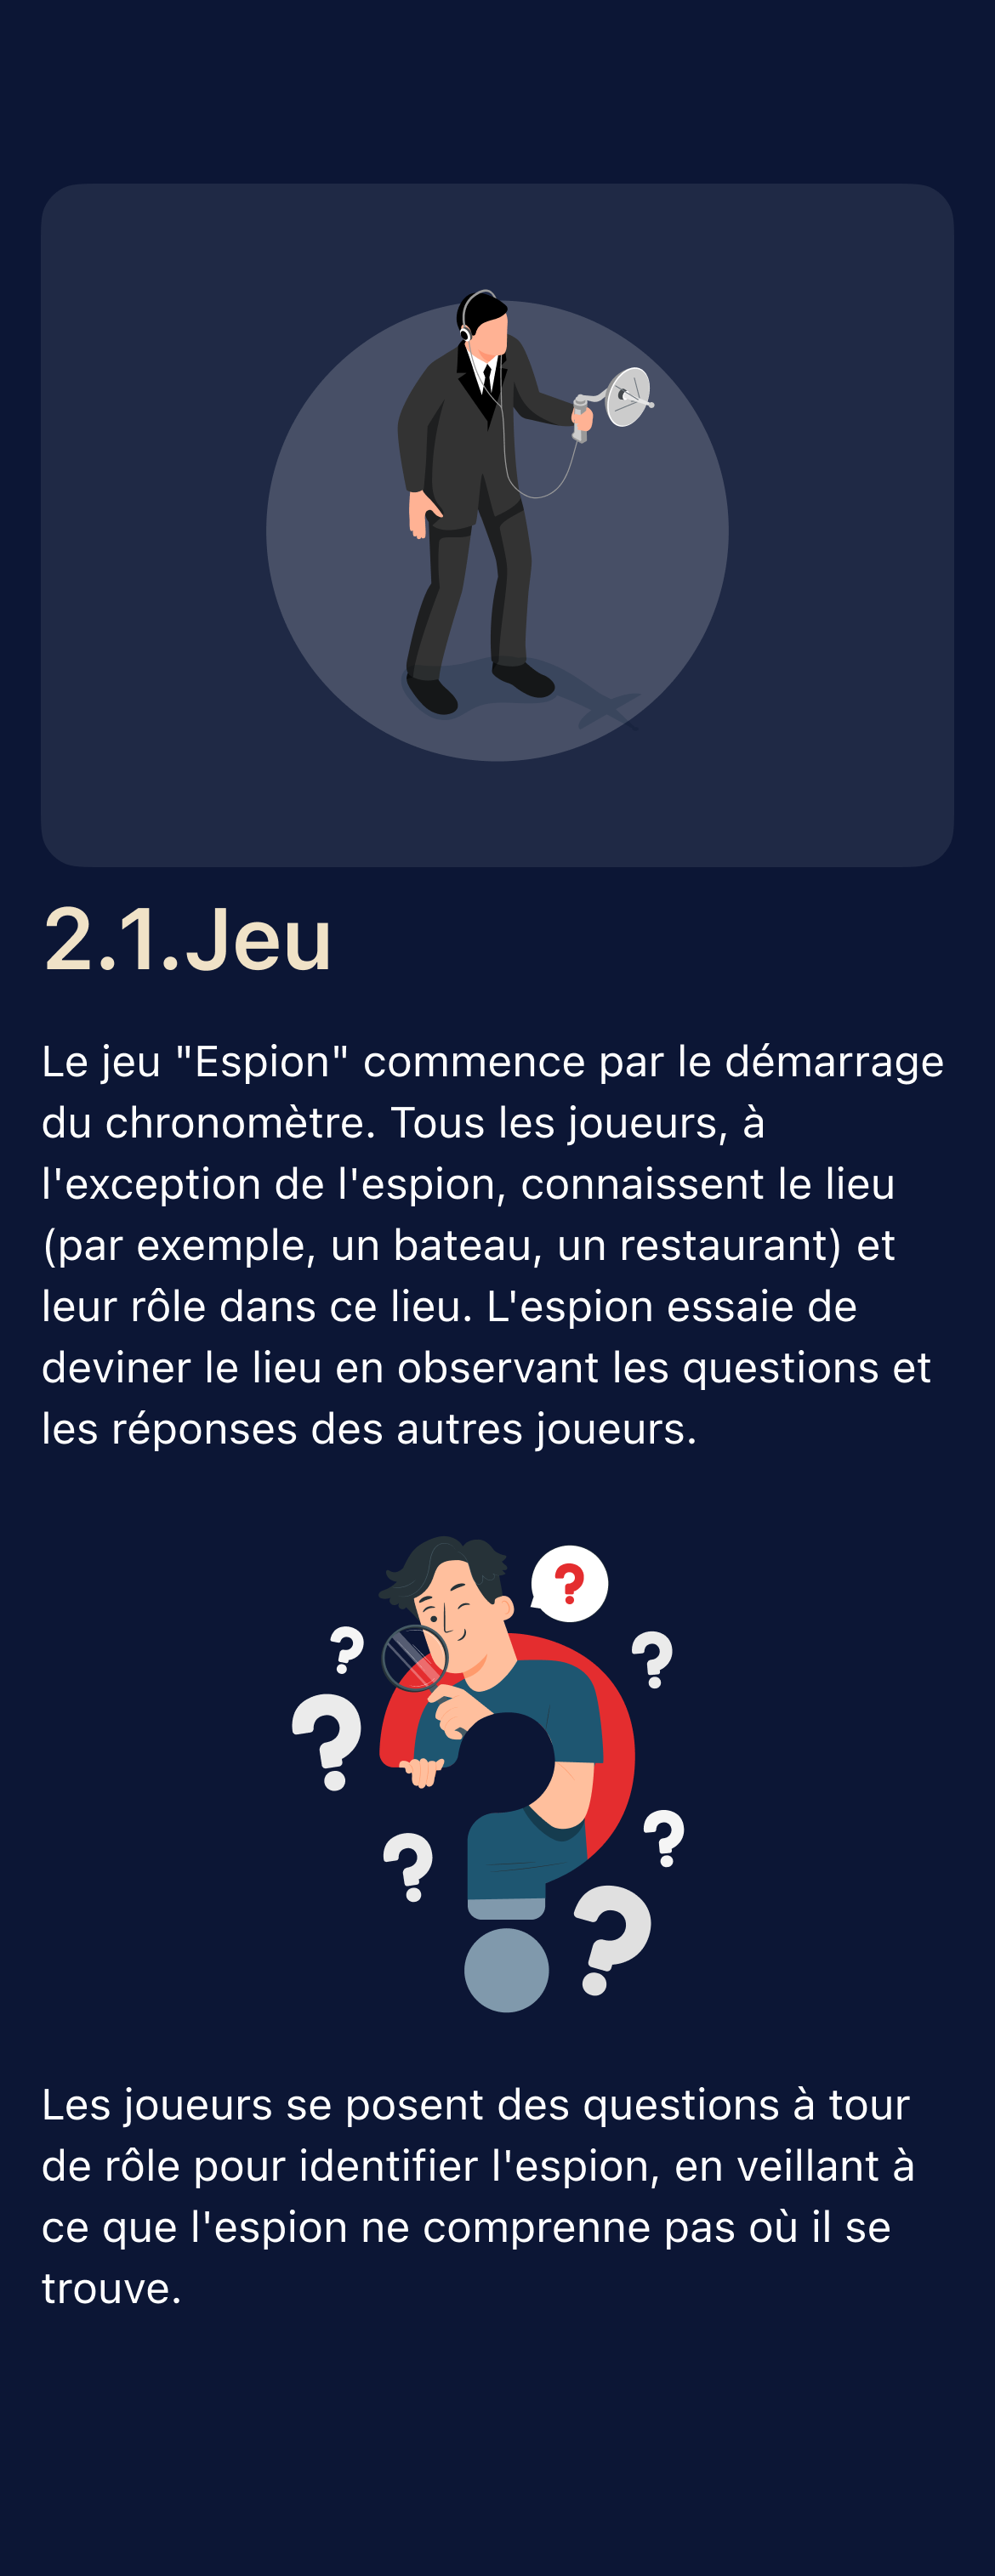 2.1.Jeu
Le jeu "Espion" commence par le démarrage
du chronomètre. Tous les joueurs, à
l'exception de l'espion, connaissent le lieu
(par exemple, un bateau, un restaurant) et
leur rôle dans ce lieu. L'espion essaie de
deviner le lieu en observant les questions et
les réponses des autres joueurs.
?
?
?
?
?
?
?
Les joueurs se posent des questions à tour
de rôle pour identifier l'espion, en veillant à
ce que l'espion ne comprenne pas où il se
trouve.